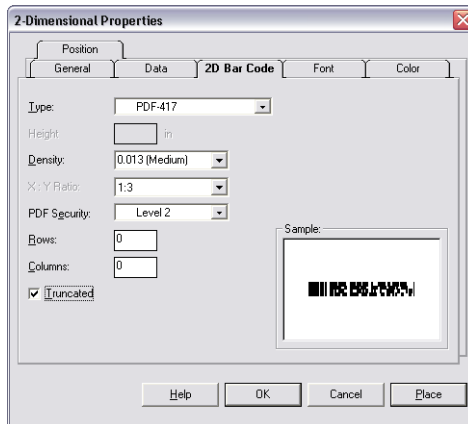 2-Dimensional Properties
Position
General Data 2D Bar Code Font Color
Type: PDF-417
Height in
Density: 0.013 (Medium)
X : Y Ratio: 1:3
PDF Security: Level 2
Sample:
Rows: 0
Columns: 0
Truncated
Help OK Cancel Place